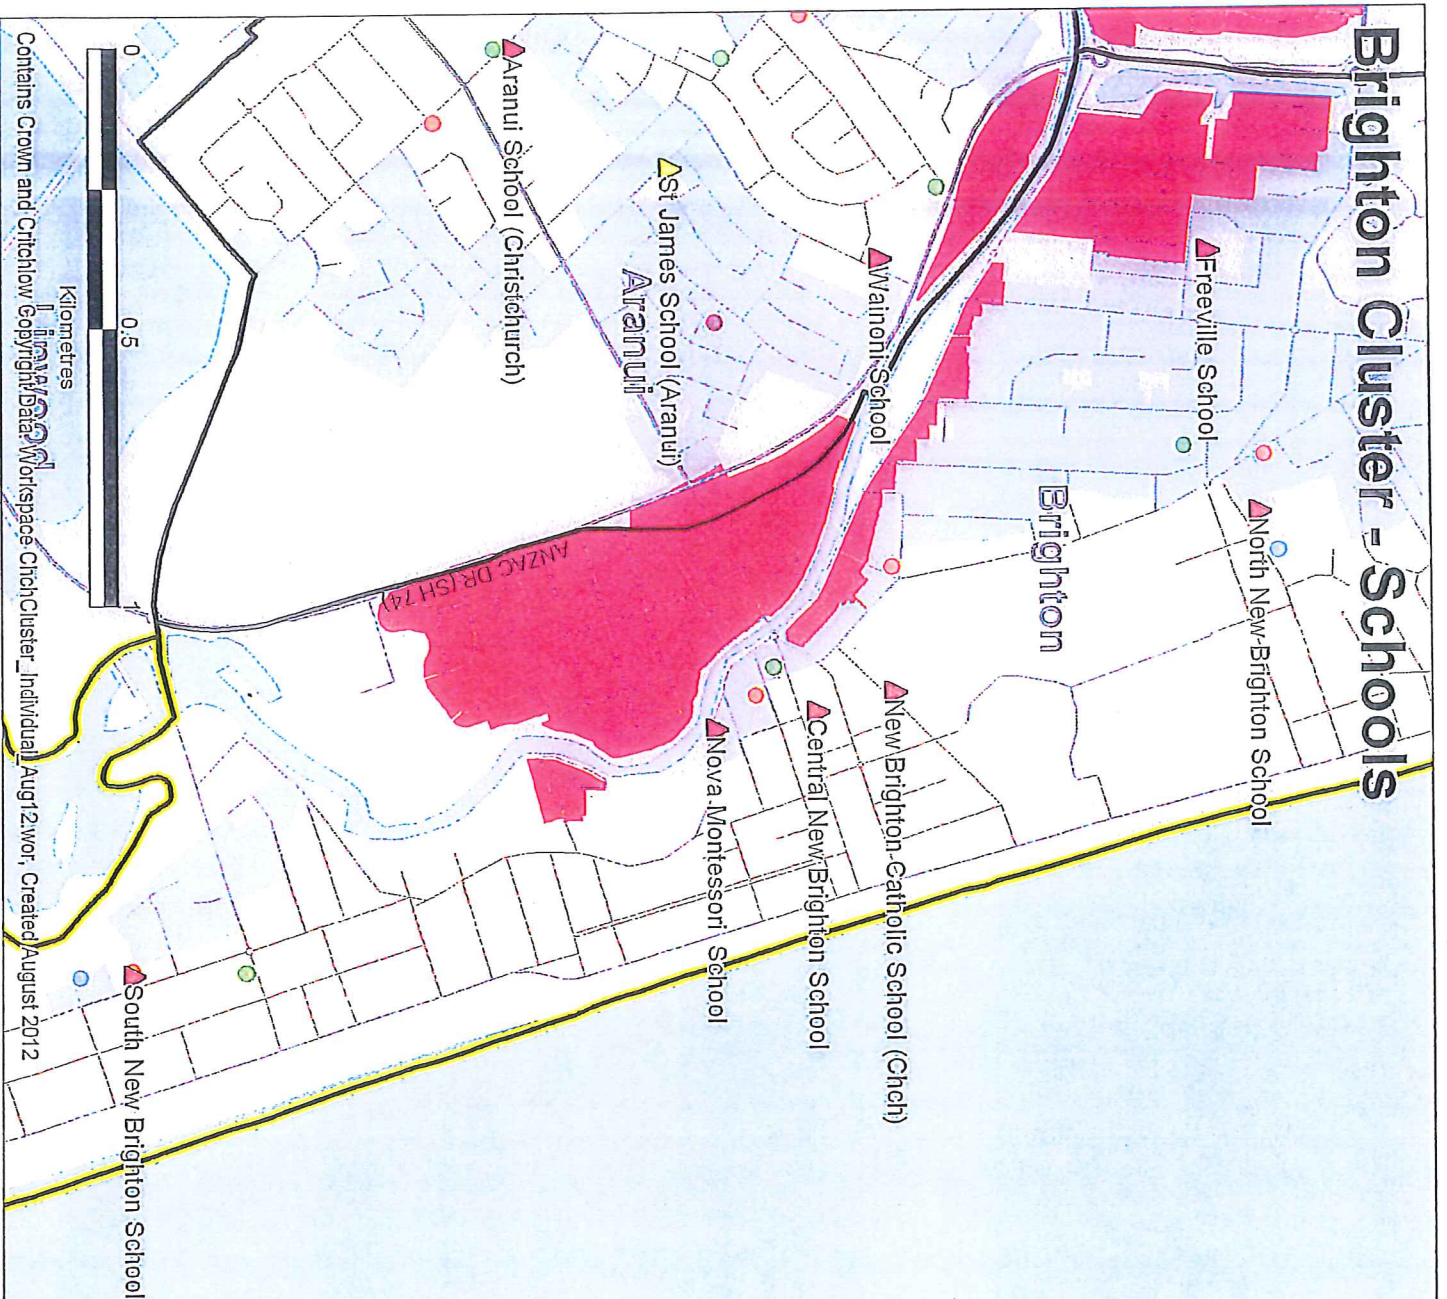 Brighton Cluster - Schools
North New Brighton School
Freeville School
Brighton
New Brighton Catholic School (Chch)
Wainoni School
Central New Brighton School
Nova Montessori School
St James School (Aranui)
Aranui
ANZAC DR (SH 74)
Aranui School (Christchurch)
South New Brighton School
0 0.5 1
Kilometres
Linwood
Contains Crown and Critchlow Copyright Data. Workspace ChchCluster_Individual_Aug12.wor, Created August 2012